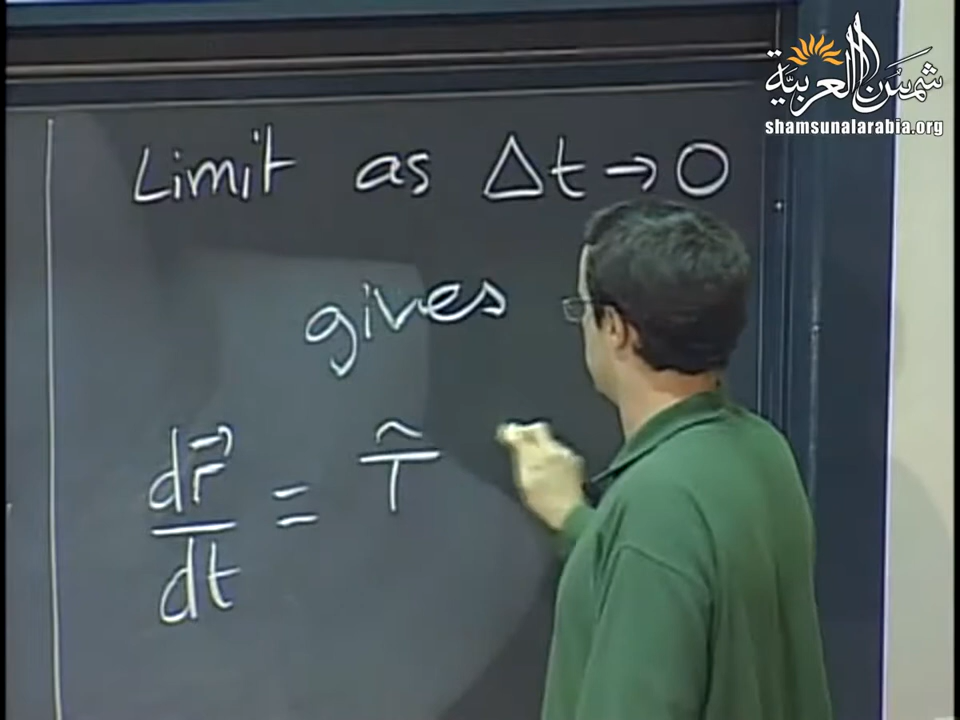 شمس العربية
shamsunalarabia.org
Limit as Δt → 0
gives
dr⃗/dt = T̂